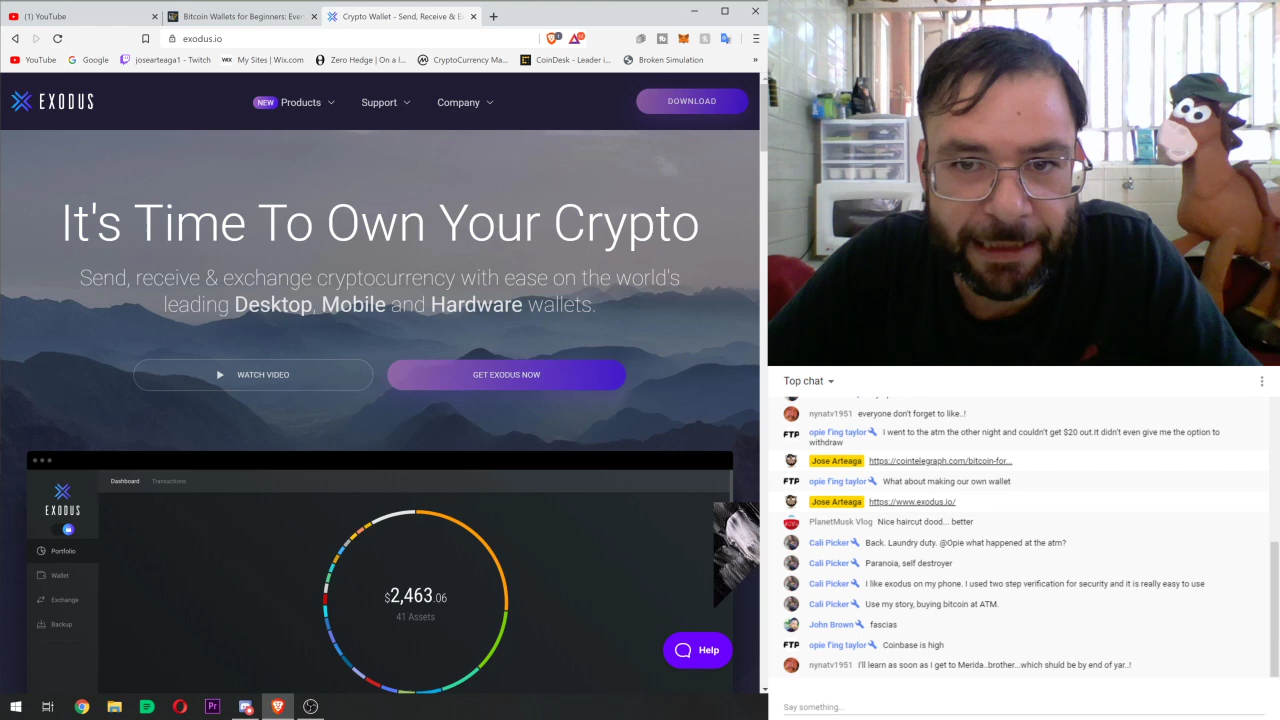 (1) YouTube
Bitcoin Wallets for Beginners: Ever
Crypto Wallet - Send, Receive & E
exodus.io
YouTube
Google
josearteaga1 - Twitch
WIX My Sites | Wix.com
Zero Hedge | On a l...
CryptoCurrency Ma...
CoinDesk - Leader i...
Broken Simulation
EXODUS
NEW Products
Support
Company
DOWNLOAD
It's Time To Own Your Crypto
Send, receive & exchange cryptocurrency with ease on the world's
leading Desktop, Mobile and Hardware wallets.
WATCH VIDEO
GET EXODUS NOW
Dashboard
Transactions
EXODUS
Portfolio
Wallet
Exchange
Backup
$2,463.06
41 Assets
Help
Top chat
nynatv1951 everyone don't forget to like..!
FTP opie f'ing taylor I went to the atm the other night and couldn't get $20 out.It didn't even give me the option to
withdraw
Jose Arteaga https://cointelegraph.com/bitcoin-for...
FTP opie f'ing taylor What about making our own wallet
Jose Arteaga https://www.exodus.io/
PlanetMusk Vlog Nice haircut dood... better
Cali Picker Back. Laundry duty. @Opie what happened at the atm?
Cali Picker Paranoia, self destroyer
Cali Picker I like exodus on my phone. I used two step verification for security and it is really easy to use
Cali Picker Use my story, buying bitcoin at ATM.
John Brown fascias
FTP opie f'ing taylor Coinbase is high
nynatv1951 I'll learn as soon as I get to Merida..brother...which shuld be by end of yar..!
Say something...
Pr